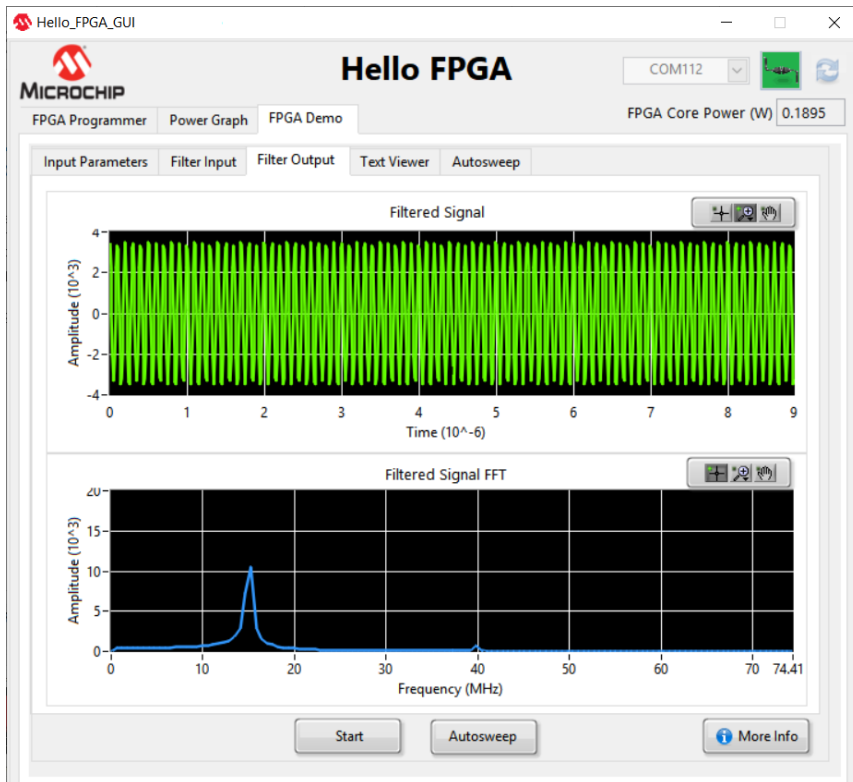 Hello_FPGA_GUI
MICROCHIP
Hello FPGA
COM112
FPGA Programmer Power Graph FPGA Demo
FPGA Core Power (W) 0.1895
Input Parameters Filter Input Filter Output Text Viewer Autosweep
Filtered Signal
Amplitude (10^3)
4
2
0
-2
-4
0 1 2 3 4 5 6 7 8 9
Time (10^-6)
Filtered Signal FFT
Amplitude (10^3)
20
15
10
5
0
0 10 20 30 40 50 60 70 74.41
Frequency (MHz)
Start Autosweep More Info